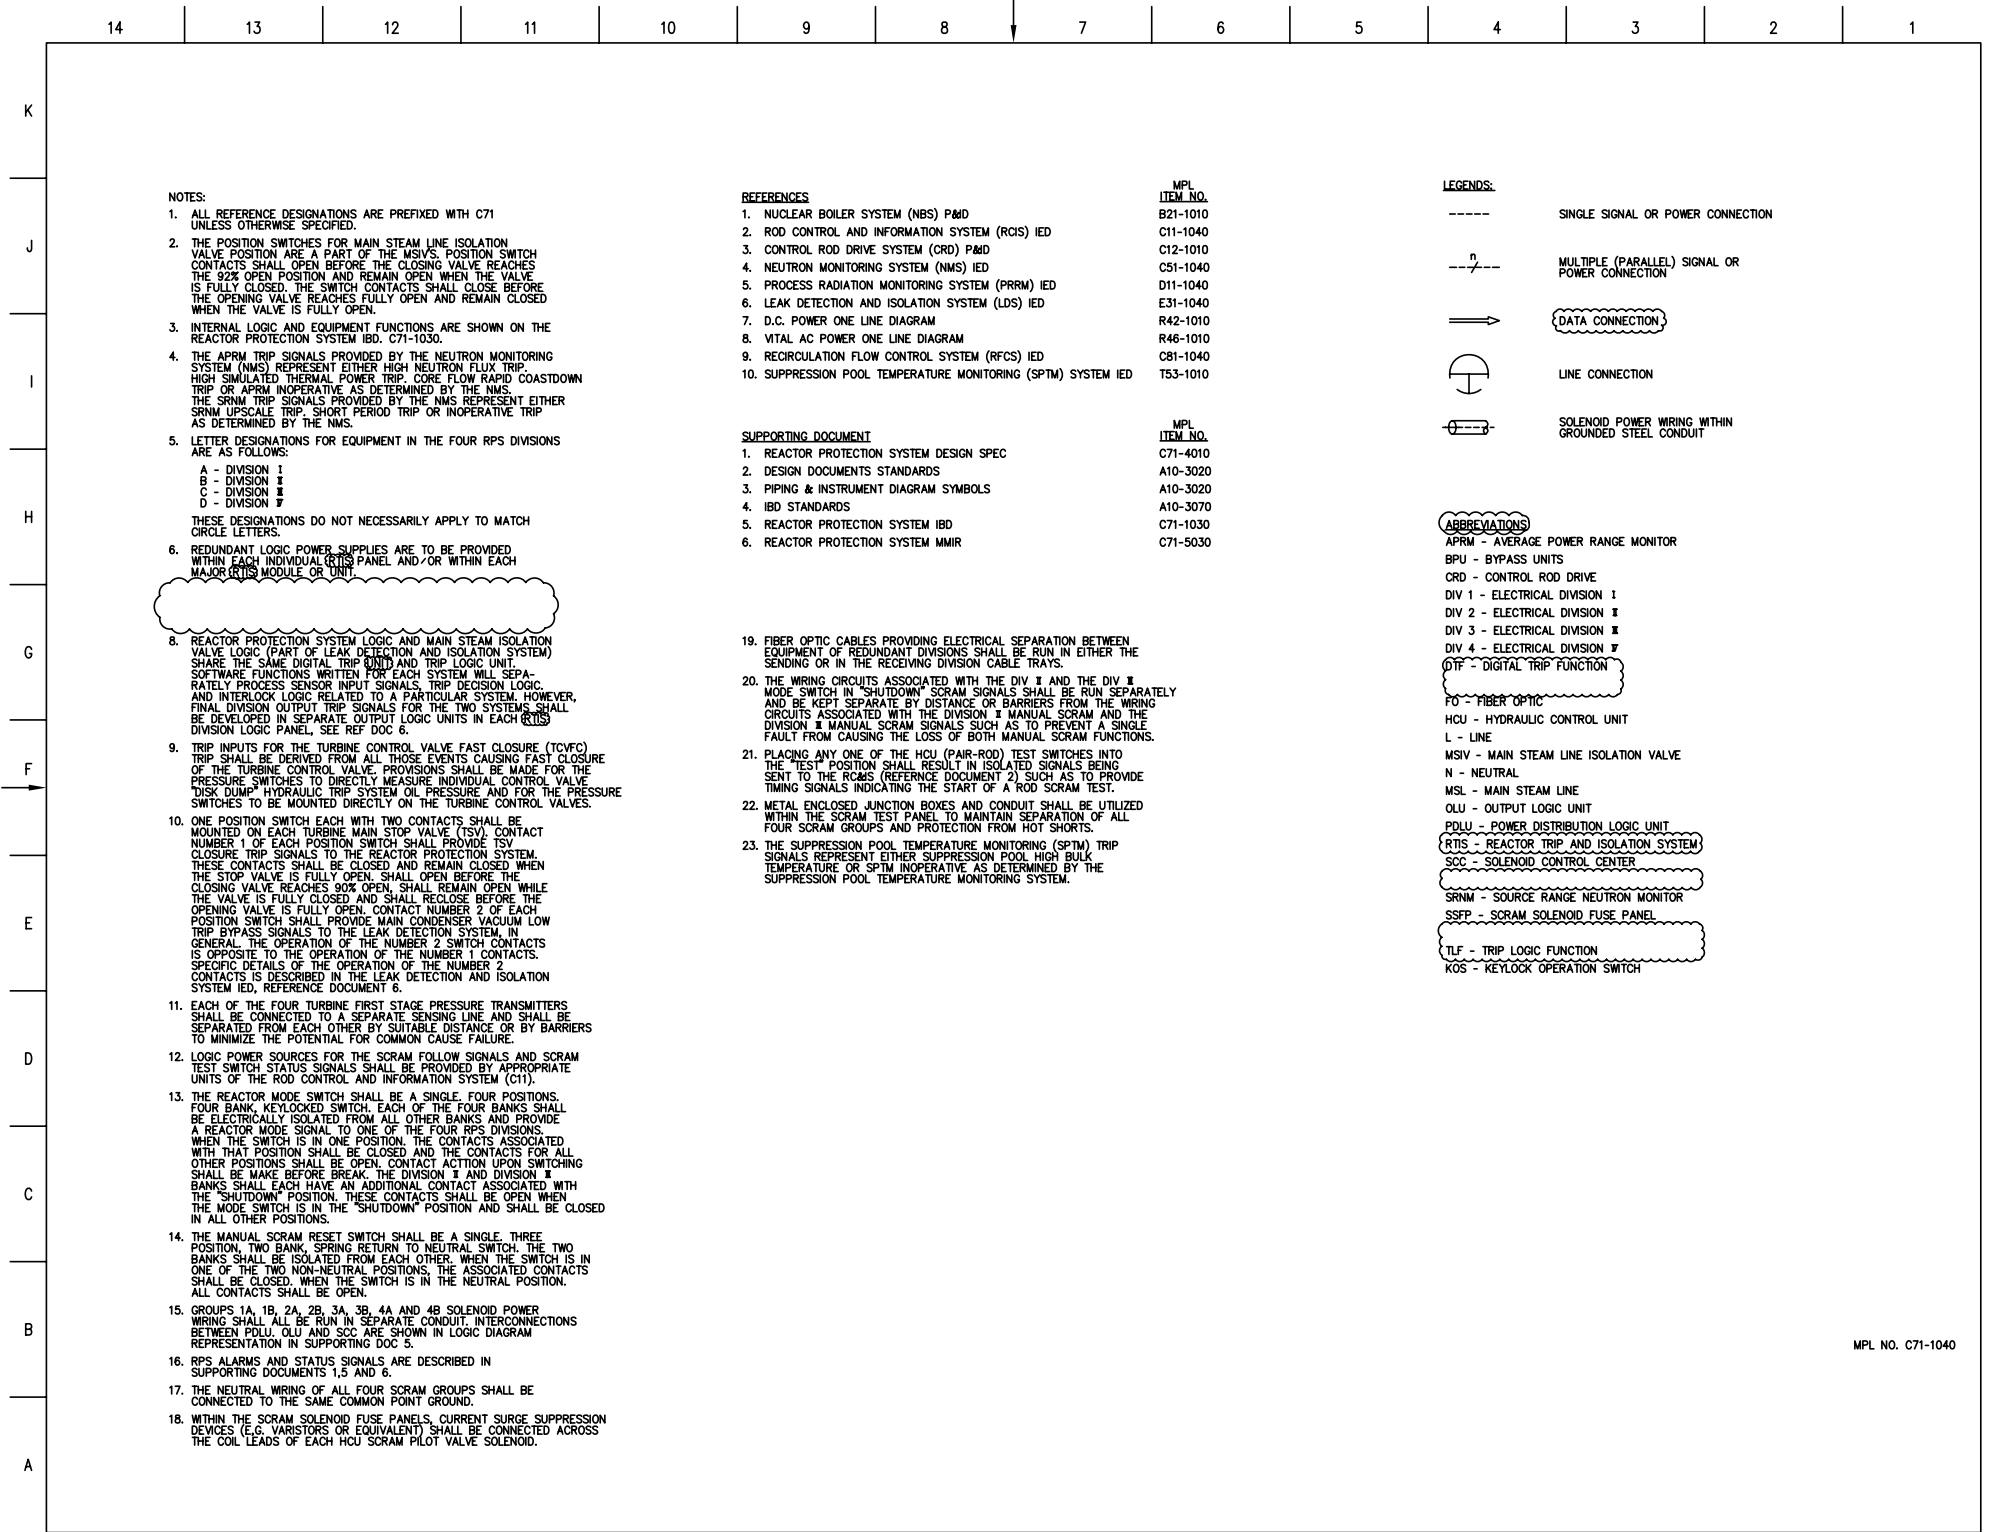 14 13 12 11 10 9 8 7 6 5 4 3 2 1
K
J
I
H
G
F
E
D
C
B
A
NOTES:
1. ALL REFERENCE DESIGNATIONS ARE PREFIXED WITH C71
UNLESS OTHERWISE SPECIFIED.
2. THE POSITION SWITCHES FOR MAIN STEAM LINE ISOLATION
VALVE POSITION ARE A PART OF THE MSIV'S. POSITION SWITCH
CONTACTS SHALL OPEN BEFORE THE CLOSING VALVE REACHES
THE 92% OPEN POSITION AND REMAIN OPEN WHEN THE VALVE
IS FULLY CLOSED. THE SWITCH CONTACTS SHALL CLOSE BEFORE
THE OPENING VALVE REACHES FULLY OPEN AND REMAIN CLOSED
WHEN THE VALVE IS FULLY OPEN.
3. INTERNAL LOGIC AND EQUIPMENT FUNCTIONS ARE SHOWN ON THE
REACTOR PROTECTION SYSTEM IBD. C71-1030.
4. THE APRM TRIP SIGNALS PROVIDED BY THE NEUTRON MONITORING
SYSTEM (NMS) REPRESENT EITHER HIGH NEUTRON FLUX TRIP.
HIGH SIMULATED THERMAL POWER TRIP. CORE FLOW RAPID COASTDOWN
TRIP OR APRM INOPERATIVE AS DETERMINED BY THE NMS.
THE SRNM TRIP SIGNALS PROVIDED BY THE NMS REPRESENT EITHER
SRNM UPSCALE TRIP. SHORT PERIOD TRIP OR INOPERATIVE TRIP
AS DETERMINED BY THE NMS.
5. LETTER DESIGNATIONS FOR EQUIPMENT IN THE FOUR RPS DIVISIONS
ARE AS FOLLOWS:
A - DIVISION I
B - DIVISION
C - DIVISION
D - DIVISION
THESE DESIGNATIONS DO NOT NECESSARILY APPLY TO MATCH
CIRCLE LETTERS.
6. REDUNDANT LOGIC POWER SUPPLIES ARE TO BE PROVIDED
WITHIN EACH INDIVIDUAL RTIS PANEL AND/OR WITHIN EACH
MAJOR RTIS MODULE OR UNIT.
8. REACTOR PROTECTION SYSTEM LOGIC AND MAIN STEAM ISOLATION
VALVE LOGIC (PART OF LEAK DETECTION AND ISOLATION SYSTEM)
SHARE THE SAME DIGITAL TRIP UNIT AND TRIP LOGIC UNIT.
SOFTWARE FUNCTIONS WRITTEN FOR EACH SYSTEM WILL SEPA-
RATELY PROCESS SENSOR INPUT SIGNALS, TRIP DECISION LOGIC.
AND INTERLOCK LOGIC RELATED TO A PARTICULAR SYSTEM. HOWEVER,
FINAL DIVISION OUTPUT TRIP SIGNALS FOR THE TWO SYSTEMS SHALL
BE DEVELOPED IN SEPARATE OUTPUT LOGIC UNITS IN EACH RTIS
DIVISION LOGIC PANEL, SEE REF DOC 6.
9. TRIP INPUTS FOR THE TURBINE CONTROL VALVE FAST CLOSURE (TCVFC)
TRIP SHALL BE DERIVED FROM ALL THOSE EVENTS CAUSING FAST CLOSURE
OF THE TURBINE CONTROL VALVE. PROVISIONS SHALL BE MADE FOR THE
PRESSURE SWITCHES TO DIRECTLY MEASURE INDIVIDUAL CONTROL VALVE
"DISK DUMP" HYDRAULIC TRIP SYSTEM OIL PRESSURE AND FOR THE PRESSURE
SWITCHES TO BE MOUNTED DIRECTLY ON THE TURBINE CONTROL VALVES.
10. ONE POSITION SWITCH EACH WITH TWO CONTACTS SHALL BE
MOUNTED ON EACH TURBINE MAIN STOP VALVE (TSV). CONTACT
NUMBER 1 OF EACH POSITION SWITCH SHALL PROVIDE TSV
CLOSURE TRIP SIGNALS TO THE REACTOR PROTECTION SYSTEM.
THESE CONTACTS SHALL BE CLOSED AND REMAIN CLOSED WHEN
THE STOP VALVE IS FULLY OPEN. SHALL OPEN BEFORE THE
CLOSING VALVE REACHES 90% OPEN, SHALL REMAIN OPEN WHILE
THE VALVE IS FULLY CLOSED AND SHALL RECLOSE BEFORE THE
OPENING VALVE IS FULLY OPEN. CONTACT NUMBER 2 OF EACH
POSITION SWITCH SHALL PROVIDE MAIN CONDENSER VACUUM LOW
TRIP BYPASS SIGNALS TO THE LEAK DETECTION SYSTEM, IN
GENERAL. THE OPERATION OF THE NUMBER 2 SWITCH CONTACTS
IS OPPOSITE TO THE OPERATION OF THE NUMBER 1 CONTACTS.
SPECIFIC DETAILS OF THE OPERATION OF THE NUMBER 2
CONTACTS IS DESCRIBED IN THE LEAK DETECTION AND ISOLATION
SYSTEM IED, REFERENCE DOCUMENT 6.
11. EACH OF THE FOUR TURBINE FIRST STAGE PRESSURE TRANSMITTERS
SHALL BE CONNECTED TO A SEPARATE SENSING LINE AND SHALL BE
SEPARATED FROM EACH OTHER BY SUITABLE DISTANCE OR BY BARRIERS
TO MINIMIZE THE POTENTIAL FOR COMMON CAUSE FAILURE.
12. LOGIC POWER SOURCES FOR THE SCRAM FOLLOW SIGNALS AND SCRAM
TEST SWITCH STATUS SIGNALS SHALL BE PROVIDED BY APPROPRIATE
UNITS OF THE ROD CONTROL AND INFORMATION SYSTEM (C11).
13. THE REACTOR MODE SWITCH SHALL BE A SINGLE. FOUR POSITIONS.
FOUR BANK, KEYLOCKED SWITCH. EACH OF THE FOUR BANKS SHALL
BE ELECTRICALLY ISOLATED FROM ALL OTHER BANKS AND PROVIDE
A REACTOR MODE SIGNAL TO ONE OF THE FOUR RPS DIVISIONS.
WHEN THE SWITCH IS IN ONE POSITION. THE CONTACTS ASSOCIATED
WITH THAT POSITION SHALL BE CLOSED AND THE CONTACTS FOR ALL
OTHER POSITIONS SHALL BE OPEN. CONTACT ACTTION UPON SWITCHING
SHALL BE MAKE BEFORE BREAK. THE DIVISION AND DIVISION
BANKS SHALL EACH HAVE AN ADDITIONAL CONTACT ASSOCIATED WITH
THE "SHUTDOWN" POSITION. THESE CONTACTS SHALL BE OPEN WHEN
THE MODE SWITCH IS IN THE "SHUTDOWN" POSITION AND SHALL BE CLOSED
IN ALL OTHER POSITIONS.
14. THE MANUAL SCRAM RESET SWITCH SHALL BE A SINGLE. THREE
POSITION, TWO BANK, SPRING RETURN TO NEUTRAL SWITCH. THE TWO
BANKS SHALL BE ISOLATED FROM EACH OTHER. WHEN THE SWITCH IS IN
ONE OF THE TWO NON-NEUTRAL POSITIONS, THE ASSOCIATED CONTACTS
SHALL BE CLOSED. WHEN THE SWITCH IS IN THE NEUTRAL POSITION.
ALL CONTACTS SHALL BE OPEN.
15. GROUPS 1A, 1B, 2A, 2B, 3A, 3B, 4A AND 4B SOLENOID POWER
WIRING SHALL ALL BE RUN IN SEPARATE CONDUIT. INTERCONNECTIONS
BETWEEN PDLU. OLU AND SCC ARE SHOWN IN LOGIC DIAGRAM
REPRESENTATION IN SUPPORTING DOC 5.
16. RPS ALARMS AND STATUS SIGNALS ARE DESCRIBED IN
SUPPORTING DOCUMENTS 1,5 AND 6.
17. THE NEUTRAL WIRING OF ALL FOUR SCRAM GROUPS SHALL BE
CONNECTED TO THE SAME COMMON POINT GROUND.
18. WITHIN THE SCRAM SOLENOID FUSE PANELS, CURRENT SURGE SUPPRESSION
DEVICES (E.G. VARISTORS OR EQUIVALENT) SHALL BE CONNECTED ACROSS
THE COIL LEADS OF EACH HCU SCRAM PILOT VALVE SOLENOID.
REFERENCES MPL ITEM NO.
1. NUCLEAR BOILER SYSTEM (NBS) P&ID B21-1010
2. ROD CONTROL AND INFORMATION SYSTEM (RCIS) IED C11-1040
3. CONTROL ROD DRIVE SYSTEM (CRD) P&ID C12-1010
4. NEUTRON MONITORING SYSTEM (NMS) IED C51-1040
5. PROCESS RADIATION MONITORING SYSTEM (PRRM) IED D11-1040
6. LEAK DETECTION AND ISOLATION SYSTEM (LDS) IED E31-1040
7. D.C. POWER ONE LINE DIAGRAM R42-1010
8. VITAL AC POWER ONE LINE DIAGRAM R46-1010
9. RECIRCULATION FLOW CONTROL SYSTEM (RFCS) IED C81-1040
10. SUPPRESSION POOL TEMPERATURE MONITORING (SPTM) SYSTEM IED T53-1010
SUPPORTING DOCUMENT MPL ITEM NO.
1. REACTOR PROTECTION SYSTEM DESIGN SPEC C71-4010
2. DESIGN DOCUMENTS STANDARDS A10-3020
3. PIPING & INSTRUMENT DIAGRAM SYMBOLS A10-3020
4. IBD STANDARDS A10-3070
5. REACTOR PROTECTION SYSTEM IBD C71-1030
6. REACTOR PROTECTION SYSTEM MMIR C71-5030
19. FIBER OPTIC CABLES PROVIDING ELECTRICAL SEPARATION BETWEEN
EQUIPMENT OF REDUNDANT DIVISIONS SHALL BE RUN IN EITHER THE
SENDING OR IN THE RECEIVING DIVISION CABLE TRAYS.
20. THE WIRING CIRCUITS ASSOCIATED WITH THE DIV AND THE DIV
MODE SWITCH IN "SHUTDOWN" SCRAM SIGNALS SHALL BE RUN SEPARATELY
AND BE KEPT SEPARATE BY DISTANCE OR BARRIERS FROM THE WIRING
CIRCUITS ASSOCIATED WITH THE DIVISION MANUAL SCRAM AND THE
DIVISION MANUAL SCRAM SIGNALS SUCH AS TO PREVENT A SINGLE
FAULT FROM CAUSING THE LOSS OF BOTH MANUAL SCRAM FUNCTIONS.
21. PLACING ANY ONE OF THE HCU (PAIR-ROD) TEST SWITCHES INTO
THE "TEST" POSITION SHALL RESULT IN ISOLATED SIGNALS BEING
SENT TO THE RC&IS (REFERNCE DOCUMENT 2) SUCH AS TO PROVIDE
TIMING SIGNALS INDICATING THE START OF A ROD SCRAM TEST.
22. METAL ENCLOSED JUNCTION BOXES AND CONDUIT SHALL BE UTILIZED
WITHIN THE SCRAM TEST PANEL TO MAINTAIN SEPARATION OF ALL
FOUR SCRAM GROUPS AND PROTECTION FROM HOT SHORTS.
23. THE SUPPRESSION POOL TEMPERATURE MONITORING (SPTM) TRIP
SIGNALS REPRESENT EITHER SUPPRESSION POOL HIGH BULK
TEMPERATURE OR SPTM INOPERATIVE AS DETERMINED BY THE
SUPPRESSION POOL TEMPERATURE MONITORING SYSTEM.
LEGENDS:
SINGLE SIGNAL OR POWER CONNECTION
n
MULTIPLE (PARALLEL) SIGNAL OR
POWER CONNECTION
DATA CONNECTION
LINE CONNECTION
SOLENOID POWER WIRING WITHIN
GROUNDED STEEL CONDUIT
ABBREVIATIONS
APRM - AVERAGE POWER RANGE MONITOR
BPU - BYPASS UNITS
CRD - CONTROL ROD DRIVE
DIV 1 - ELECTRICAL DIVISION I
DIV 2 - ELECTRICAL DIVISION
DIV 3 - ELECTRICAL DIVISION
DIV 4 - ELECTRICAL DIVISION
DTF - DIGITAL TRIP FUNCTION
FO - FIBER OPTIC
HCU - HYDRAULIC CONTROL UNIT
L - LINE
MSIV - MAIN STEAM LINE ISOLATION VALVE
N - NEUTRAL
MSL - MAIN STEAM LINE
OLU - OUTPUT LOGIC UNIT
PDLU - POWER DISTRIBUTION LOGIC UNIT
RTIS - REACTOR TRIP AND ISOLATION SYSTEM
SCC - SOLENOID CONTROL CENTER
SRNM - SOURCE RANGE NEUTRON MONITOR
SSFP - SCRAM SOLENOID FUSE PANEL
TLF - TRIP LOGIC FUNCTION
KOS - KEYLOCK OPERATION SWITCH
MPL NO. C71-1040